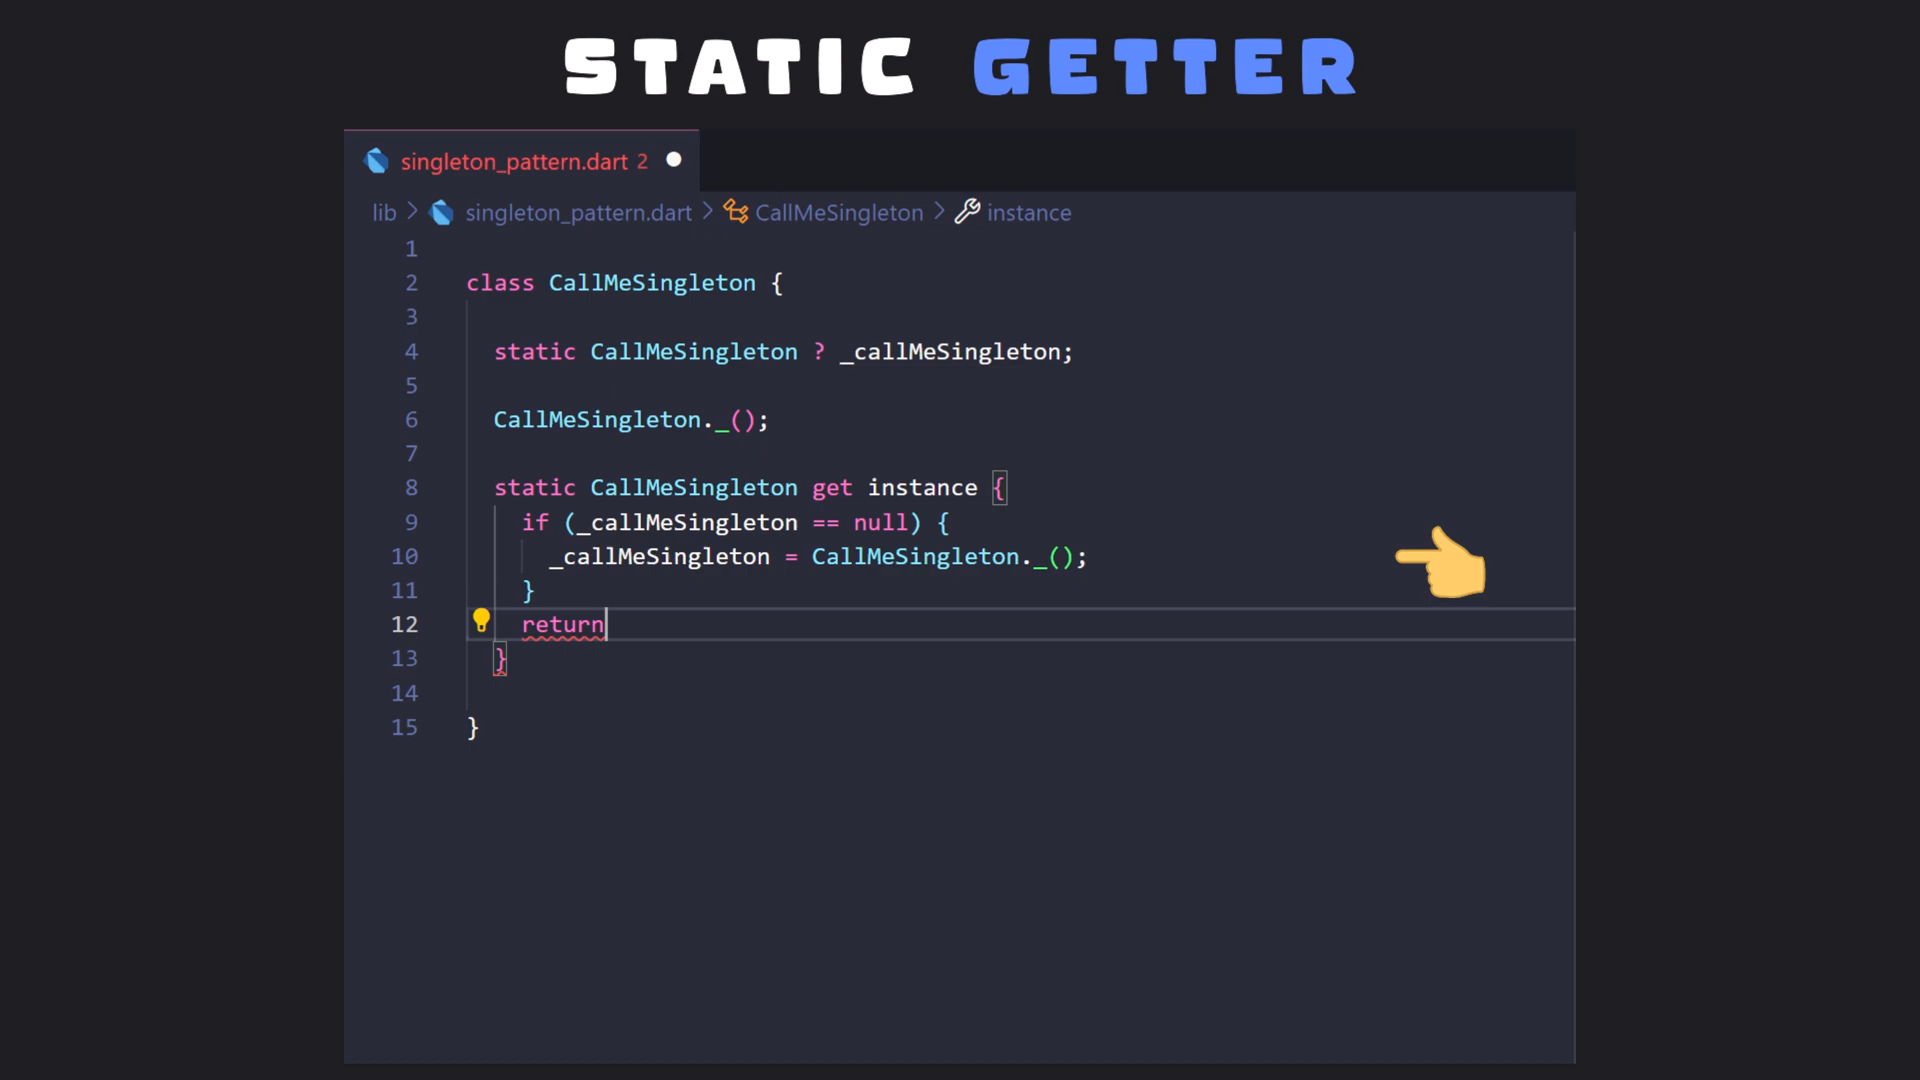 STATIC GETTER
singleton_pattern.dart 2
lib > singleton_pattern.dart > CallMeSingleton > instance
1
2 class CallMeSingleton {
3
4 static CallMeSingleton ? _callMeSingleton;
5
6 CallMeSingleton._();
7
8 static CallMeSingleton get instance {
9 if (_callMeSingleton == null) {
10 _callMeSingleton = CallMeSingleton._();
11 }
12 return
13 }
14
15 }